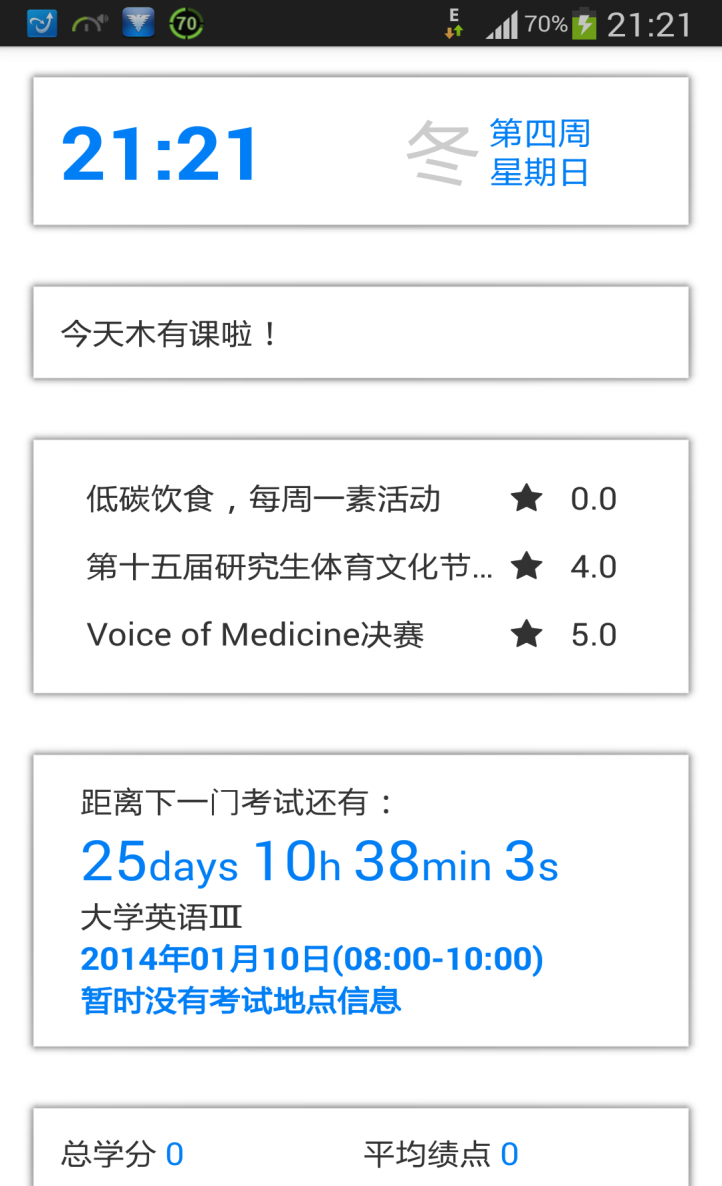 70 E 70% 21:21
21:21 冬 第四周
星期日
今天木有课啦！
低碳饮食，每周一素活动 ★ 0.0
第十五届研究生体育文化节... ★ 4.0
Voice of Medicine决赛 ★ 5.0
距离下一门考试还有：
25days 10h 38min 3s
大学英语Ⅲ
2014年01月10日(08:00-10:00)
暂时没有考试地点信息
总学分 0 平均绩点 0